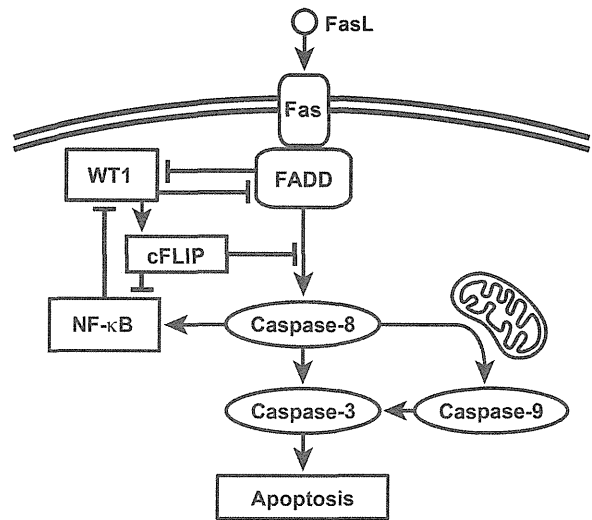 FasL
Fas
WT1
FADD
cFLIP
NF-κB
Caspase-8
Caspase-3
Caspase-9
Apoptosis